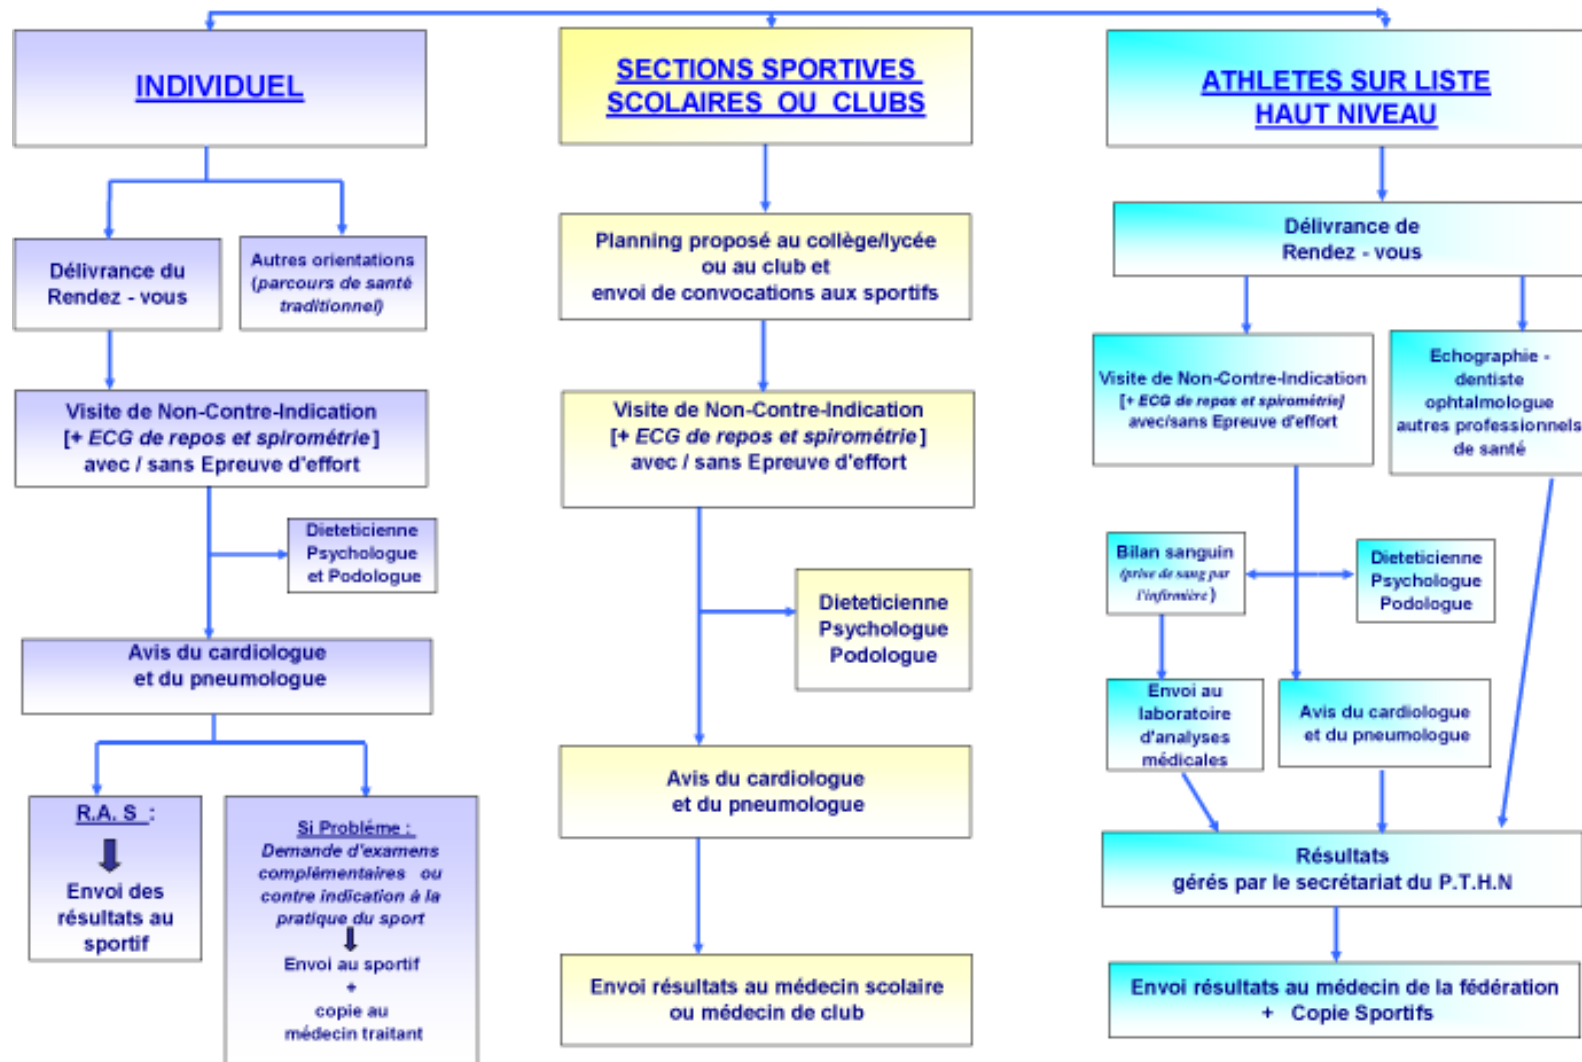 INDIVIDUEL
Délivrance du
Rendez - vous
Autres orientations
(parcours de santé
traditionnel)
Visite de Non-Contre-Indication
[+ ECG de repos et spirométrie]
avec / sans Epreuve d'effort
Dieteticienne
Psychologue
et Podologue
Avis du cardiologue
et du pneumologue
R.A. S :
Envoi des
résultats au
sportif
Si Probléme :
Demande d'examens
complémentaires ou
contre indication à la
pratique du sport
Envoi au sportif
+
copie au
médecin traitant
SECTIONS SPORTIVES
SCOLAIRES OU CLUBS
Planning proposé au collège/lycée
ou au club et
envoi de convocations aux sportifs
Visite de Non-Contre-Indication
[+ ECG de repos et spirométrie]
avec / sans Epreuve d'effort
Dieteticienne
Psychologue
Podologue
Avis du cardiologue
et du pneumologue
Envoi résultats au médecin scolaire
ou médecin de club
ATHLETES SUR LISTE
HAUT NIVEAU
Délivrance de
Rendez - vous
Visite de Non-Contre-Indication
[+ ECG de repos et spirométrie]
avec/sans Epreuve d'effort
Echographie -
dentiste
ophtalmologue
autres professionnels
de santé
Bilan sanguin
(prise de sang par
l'infirmière)
Dieteticienne
Psychologue
Podologue
Envoi au
laboratoire
d'analyses
médicales
Avis du cardiologue
et du pneumologue
Résultats
gérés par le secrétariat du P.T.H.N
Envoi résultats au médecin de la fédération
+ Copie Sportifs